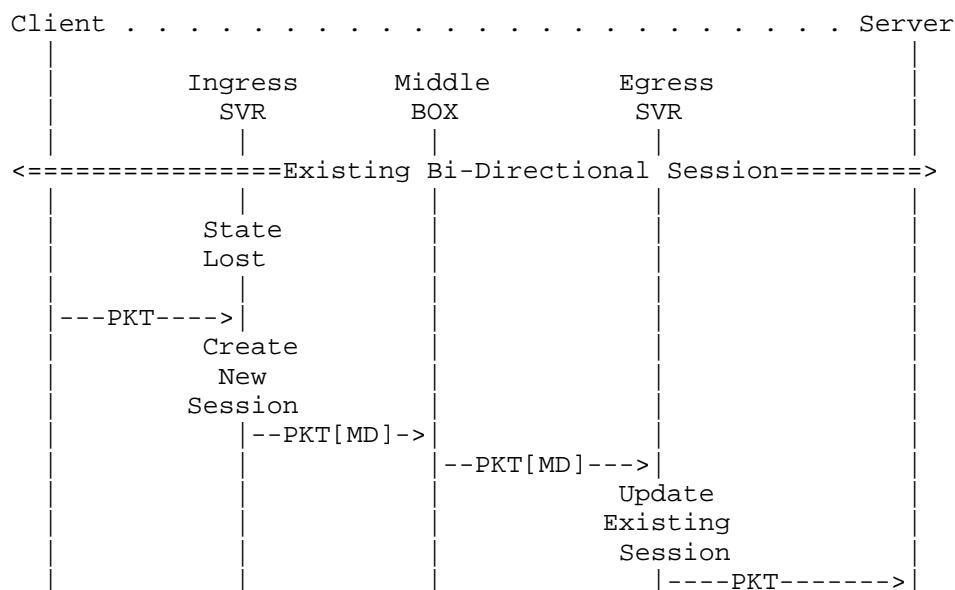 Client . . . . . . . . . . . . . . . . . . . . . . . Server
Ingress Middle Egress
SVR BOX SVR
<================Existing Bi-Directional Session=========>
State
Lost
---PKT---->
Create
New
Session
--PKT[MD]->
--PKT[MD]--->
Update
Existing
Session
----PKT------->